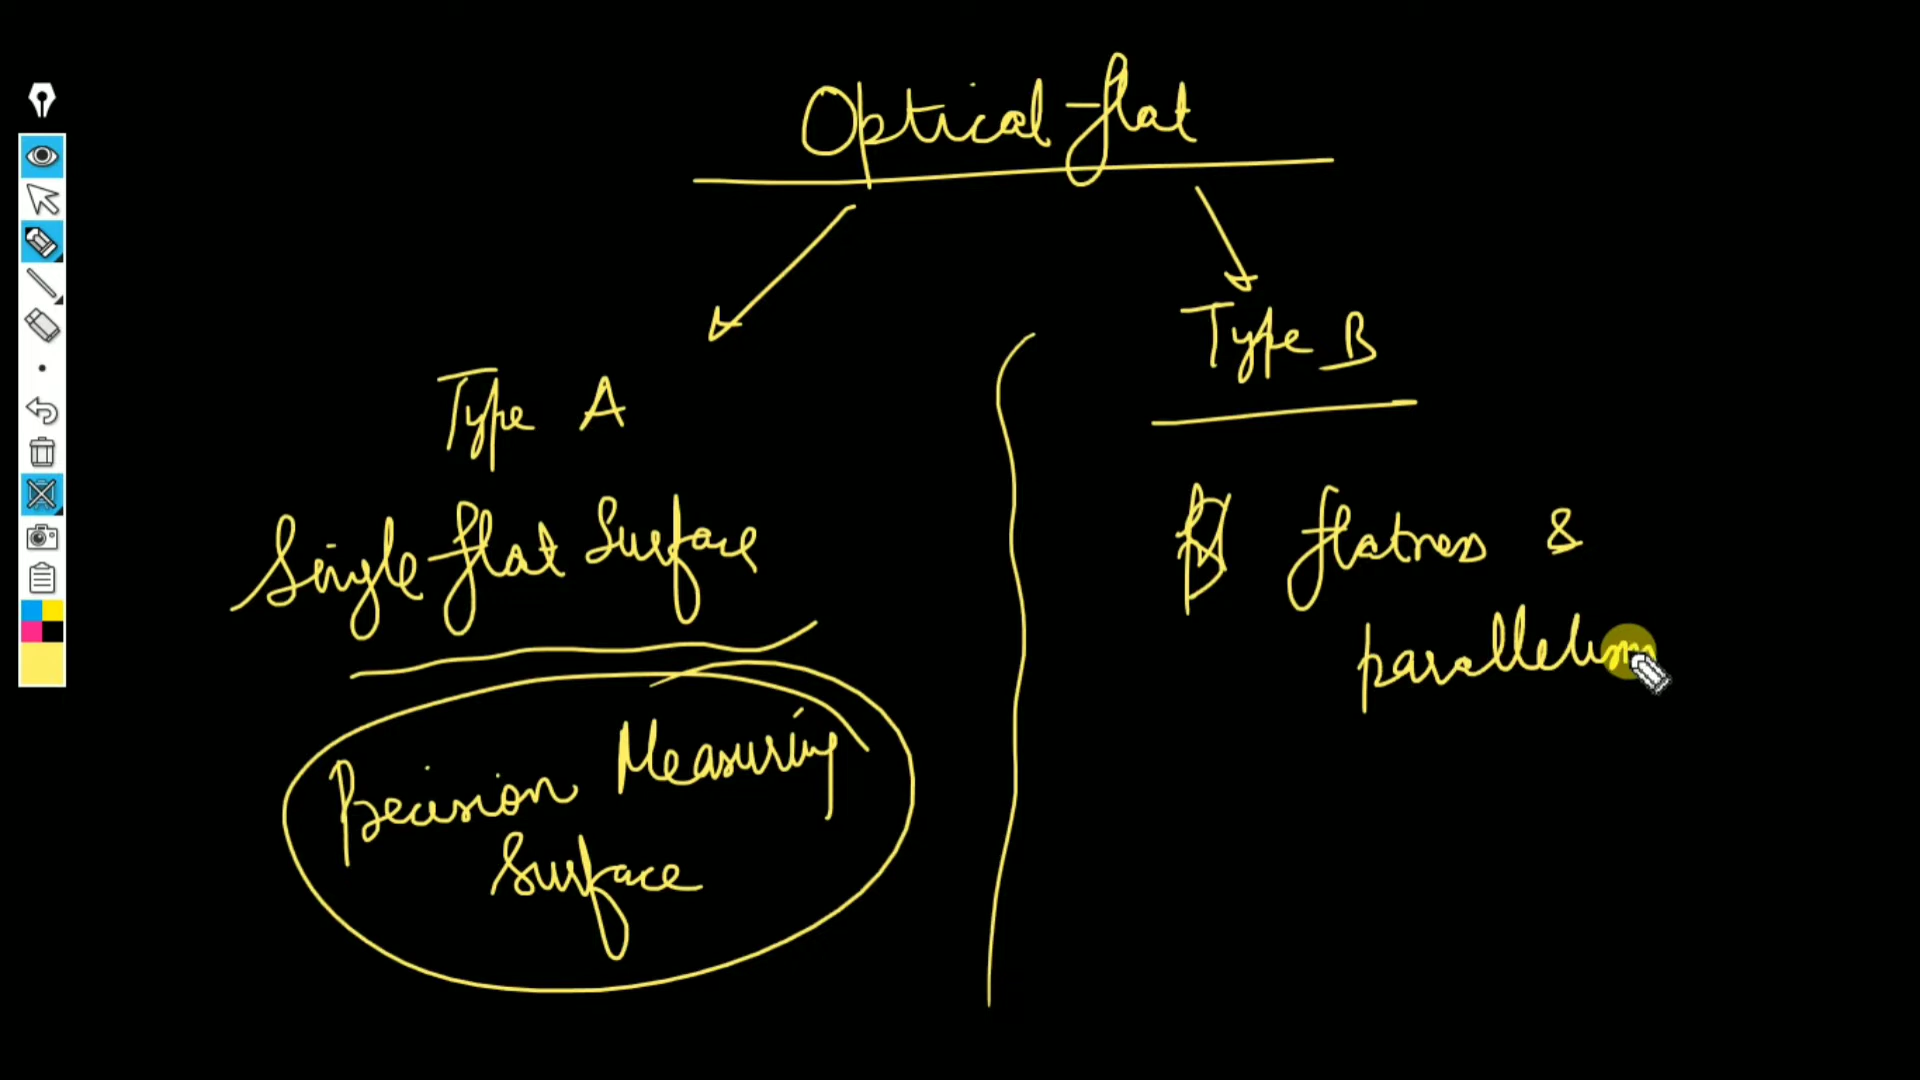 Optical flat
Type A
Single flat Surface
Precision Measuring
Surface
Type B
flatness &
parallelism